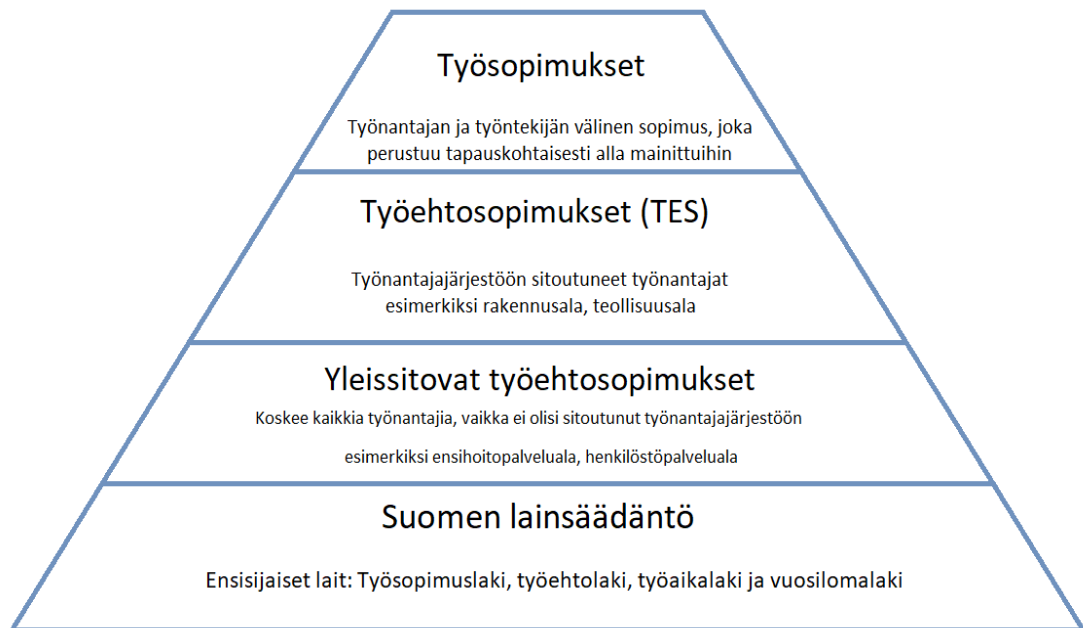 Työsopimukset
Työnantajan ja työntekijän välinen sopimus, joka
perustuu tapauskohtaisesti alla mainittuihin
Työehtosopimukset (TES)
Työnantajajärjestöön sitoutuneet työnantajat
esimerkiksi rakennusala, teollisuusala
Yleissitovat työehtosopimukset
Koskee kaikkia työnantajia, vaikka ei olisi sitoutunut työnantajajärjestöön
esimerkiksi ensihoitopalveluala, henkilöstöpalveluala
Suomen lainsäädäntö
Ensisijaiset lait: Työsopimuslaki, työehtolaki, työaikalaki ja vuosilomalaki